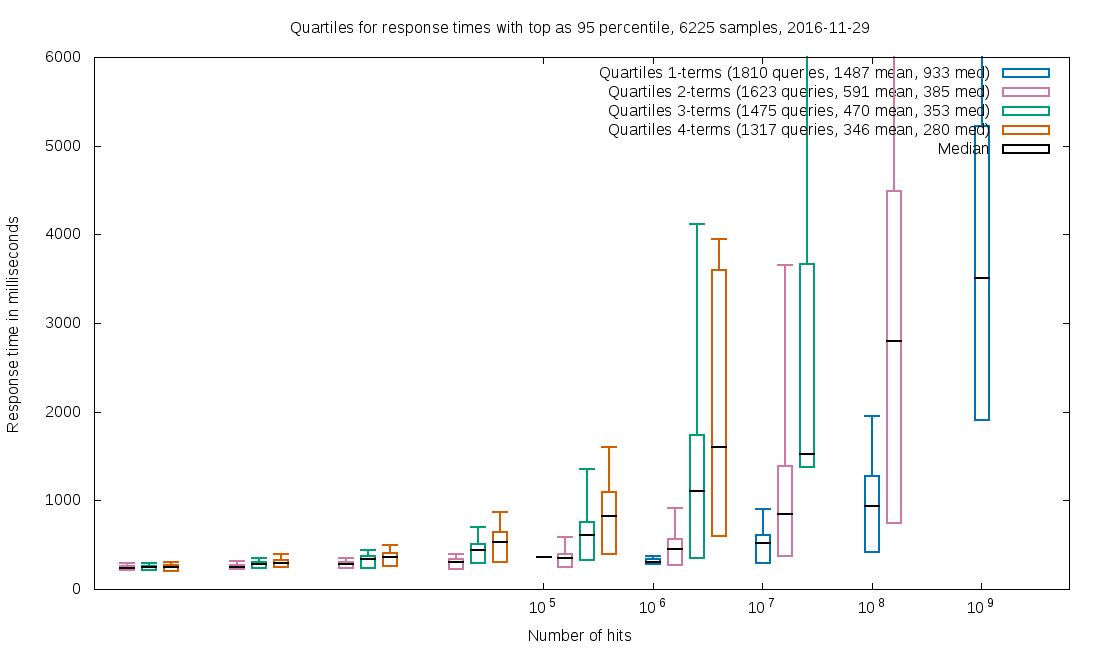 Quartiles for response times with top as 95 percentile, 6225 samples, 2016-11-29
6000
5000
4000
3000
2000
1000
0
Response time in milliseconds
Quartiles 1-terms (1810 queries, 1487 mean, 933 med)
Quartiles 2-terms (1623 queries, 591 mean, 385 med)
Quartiles 3-terms (1475 queries, 470 mean, 353 med)
Quartiles 4-terms (1317 queries, 346 mean, 280 med)
Median
10^5 10^6 10^7 10^8 10^9
Number of hits